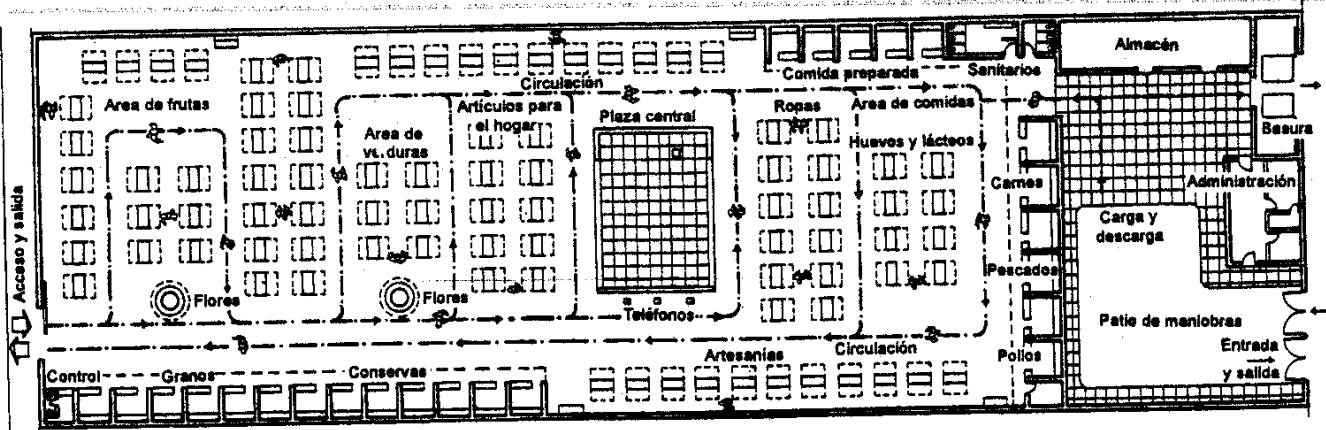 Almacén
Comida preparada
Sanitarios
Circulación
Area de frutas
Artículos para
el hogar
Plaza central
Ropas
Area de comidas
Basura
Area de
Huevos y lácteos
Carnes
Administración
Acceso y salida
Carga y
descarga
Pescados
Flores
Flores
Teléfonos
Patio de maniobras
Artesanías
Circulación
Pollos
Entrada
y salida
Control
Granos
Conservas